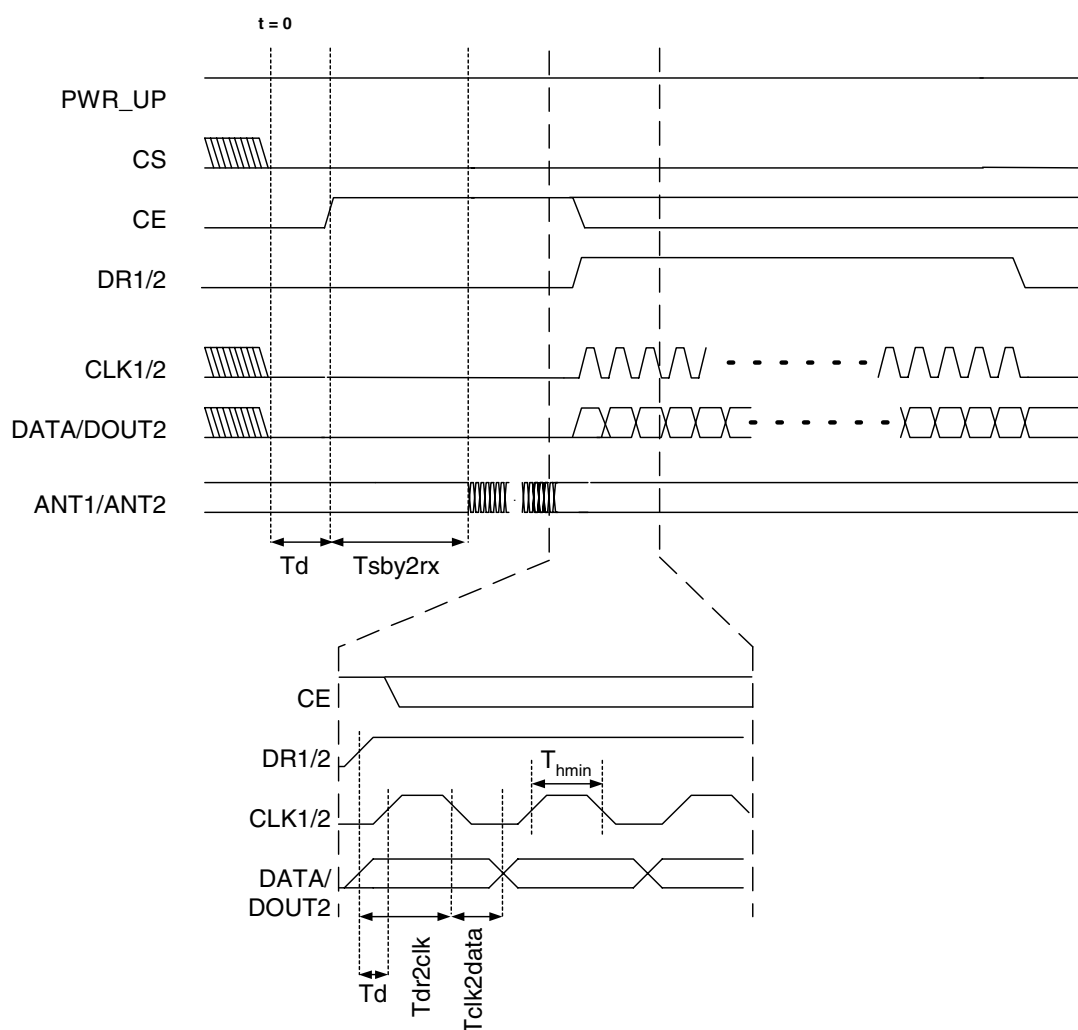 t = 0
PWR_UP
CS
CE
DR1/2
CLK1/2
DATA/DOUT2
ANT1/ANT2
Td
Tsby2rx
CE
DR1/2
Thmin
CLK1/2
DATA/
DOUT2
Td
Tdr2clk
Tclk2data